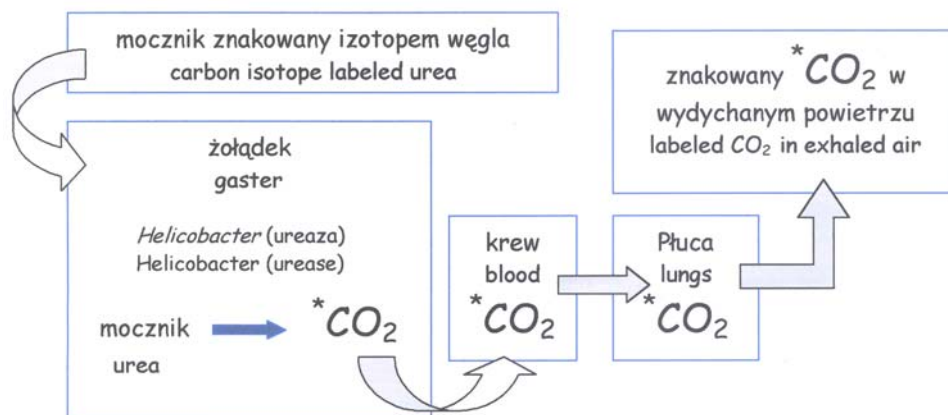 mocznik znakowany izotopem węgla
carbon isotope labeled urea
żołądek
gaster
Helicobacter (ureaza)
Helicobacter (urease)
mocznik
urea
*CO₂
krew
blood
*CO₂
Płuca
lungs
*CO₂
znakowany *CO₂ w
wydychanym powietrzu
labeled CO₂ in exhaled air